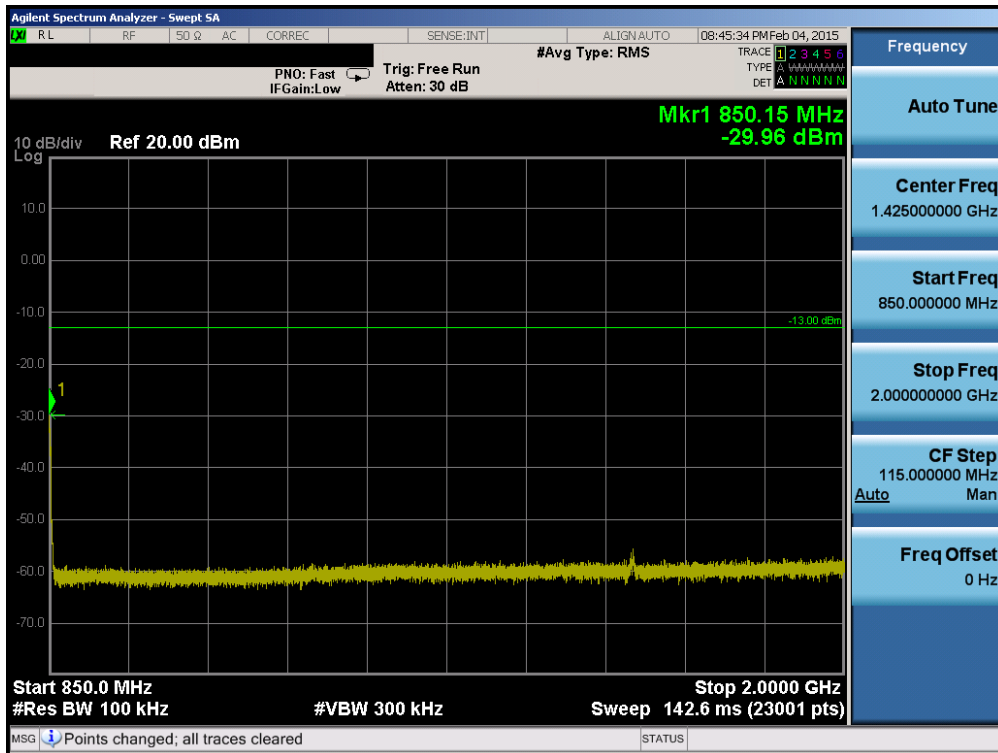 Agilent Spectrum Analyzer - Swept SA
LXI RL RF 50 Ω AC CORREC SENSE:INT ALIGN AUTO 08:45:34 PM Feb 04, 2015
#Avg Type: RMS TRACE 1 2 3 4 5 6
PNO: Fast Trig: Free Run TYPE A WWWWW
IFGain:Low Atten: 30 dB DET A N N N N N
Frequency
Mkr1 850.15 MHz
-29.96 dBm
10 dB/div Ref 20.00 dBm
Log
10.0
0.00
-10.0
-13.00 dBm
-20.0
1
-30.0
-40.0
-50.0
-60.0
-70.0
Start 850.0 MHz Stop 2.0000 GHz
#Res BW 100 kHz #VBW 300 kHz Sweep 142.6 ms (23001 pts)
Auto Tune
Center Freq
1.425000000 GHz
Start Freq
850.000000 MHz
Stop Freq
2.000000000 GHz
CF Step
115.000000 MHz
Auto Man
Freq Offset
0 Hz
MSG Points changed; all traces cleared STATUS